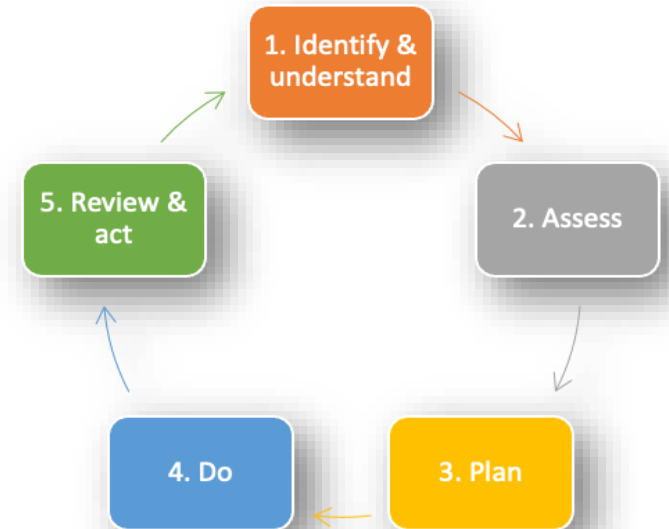 1. Identify &
understand
2. Assess
3. Plan
4. Do
5. Review &
act